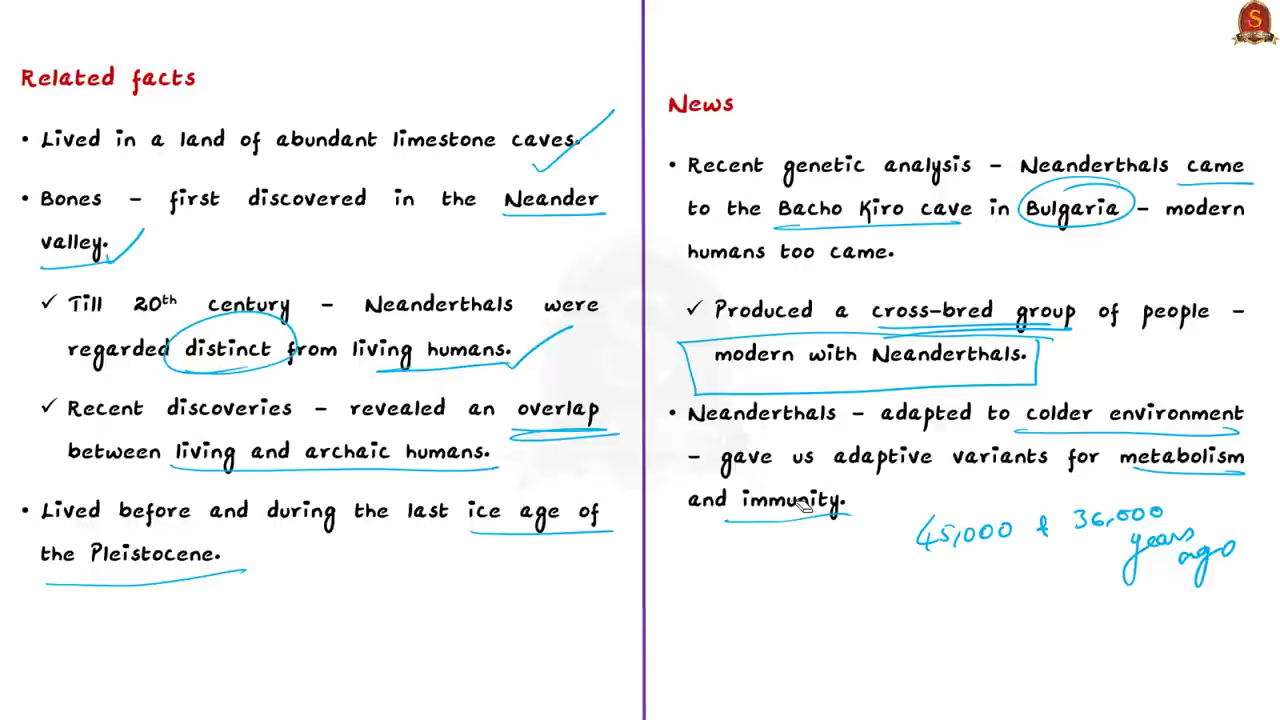 Related facts
• Lived in a land of abundant limestone caves.
• Bones – first discovered in the Neander
valley.
✓ Till 20th century – Neanderthals were
regarded distinct from living humans.
✓ Recent discoveries – revealed an overlap
between living and archaic humans.
• Lived before and during the last ice age of
the Pleistocene.
News
• Recent genetic analysis – Neanderthals came
to the Bacho Kiro cave in Bulgaria – modern
humans too came.
✓ Produced a cross-bred group of people –
modern with Neanderthals.
• Neanderthals – adapted to colder environment
– gave us adaptive variants for metabolism
and immunity.
45,000 & 36,000
years
ago
S